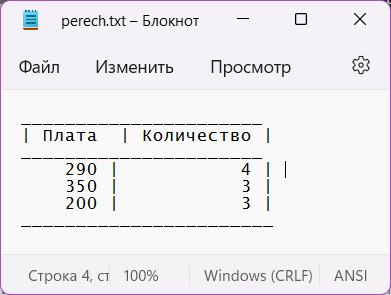 perech.txt – Блокнот
Файл Изменить Просмотр
______________________
| Плата | Количество |
______________________
290 | 4 |
350 | 3 |
200 | 3 |
_______________________
Строка 4, ст 100% Windows (CRLF) ANSI